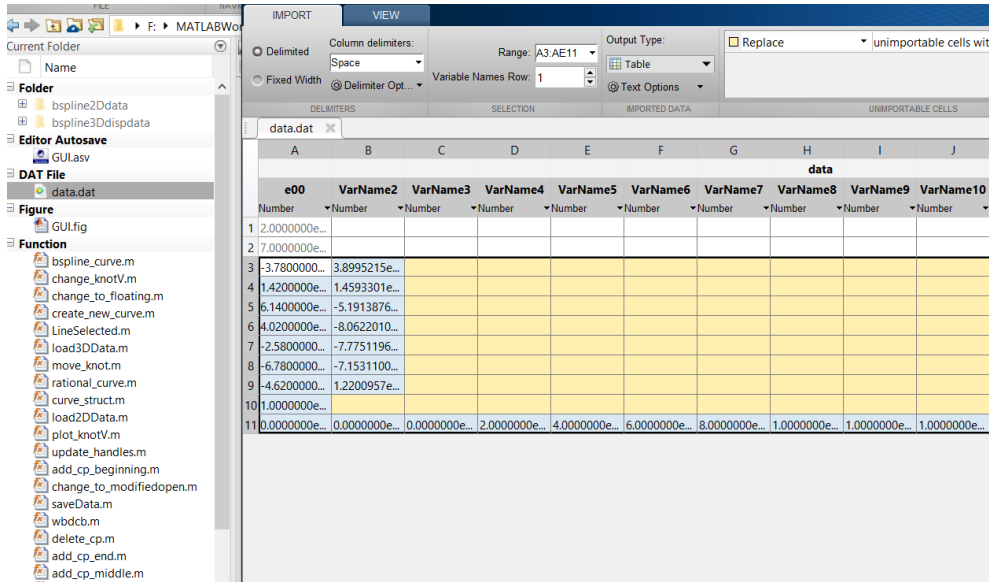 FILE
NAVI
F: MATLABWor
Current Folder
Name
Folder
bspline2Ddata
bspline3Ddispdata
Editor Autosave
GUI.asv
DAT File
data.dat
Figure
GUI.fig
Function
bspline_curve.m
change_knotV.m
change_to_floating.m
create_new_curve.m
LineSelected.m
load3DData.m
move_knot.m
rational_curve.m
curve_struct.m
load2DData.m
plot_knotV.m
update_handles.m
add_cp_beginning.m
change_to_modifiedopen.m
saveData.m
wbdcb.m
delete_cp.m
add_cp_end.m
add_cp_middle.m
IMPORT VIEW
Delimited
Fixed Width
Column delimiters:
Space
Delimiter Opt...
DELIMITERS
Range: A3:AE11
Variable Names Row: 1
SELECTION
Output Type:
Table
Text Options
IMPORTED DATA
Replace unimportable cells wit
UNIMPORTABLE CELLS
data.dat
A B C D E F G H I J
data
e00 VarName2 VarName3 VarName4 VarName5 VarName6 VarName7 VarName8 VarName9 VarName10
Number Number Number Number Number Number Number Number Number Number
1 2.0000000e...
2 7.0000000e...
3 -3.7800000... 3.8995215e...
4 1.4200000e... 1.4593301e...
5 6.1400000e... -5.1913876...
6 4.0200000e... -8.0622010...
7 -2.5800000... -7.7751196...
8 -6.7800000... -7.1531100...
9 -4.6200000... 1.2200957e...
10 1.0000000e...
11 0.0000000e... 0.0000000e... 0.0000000e... 2.0000000e... 4.0000000e... 6.0000000e... 8.0000000e... 1.0000000e... 1.0000000e... 1.0000000e...